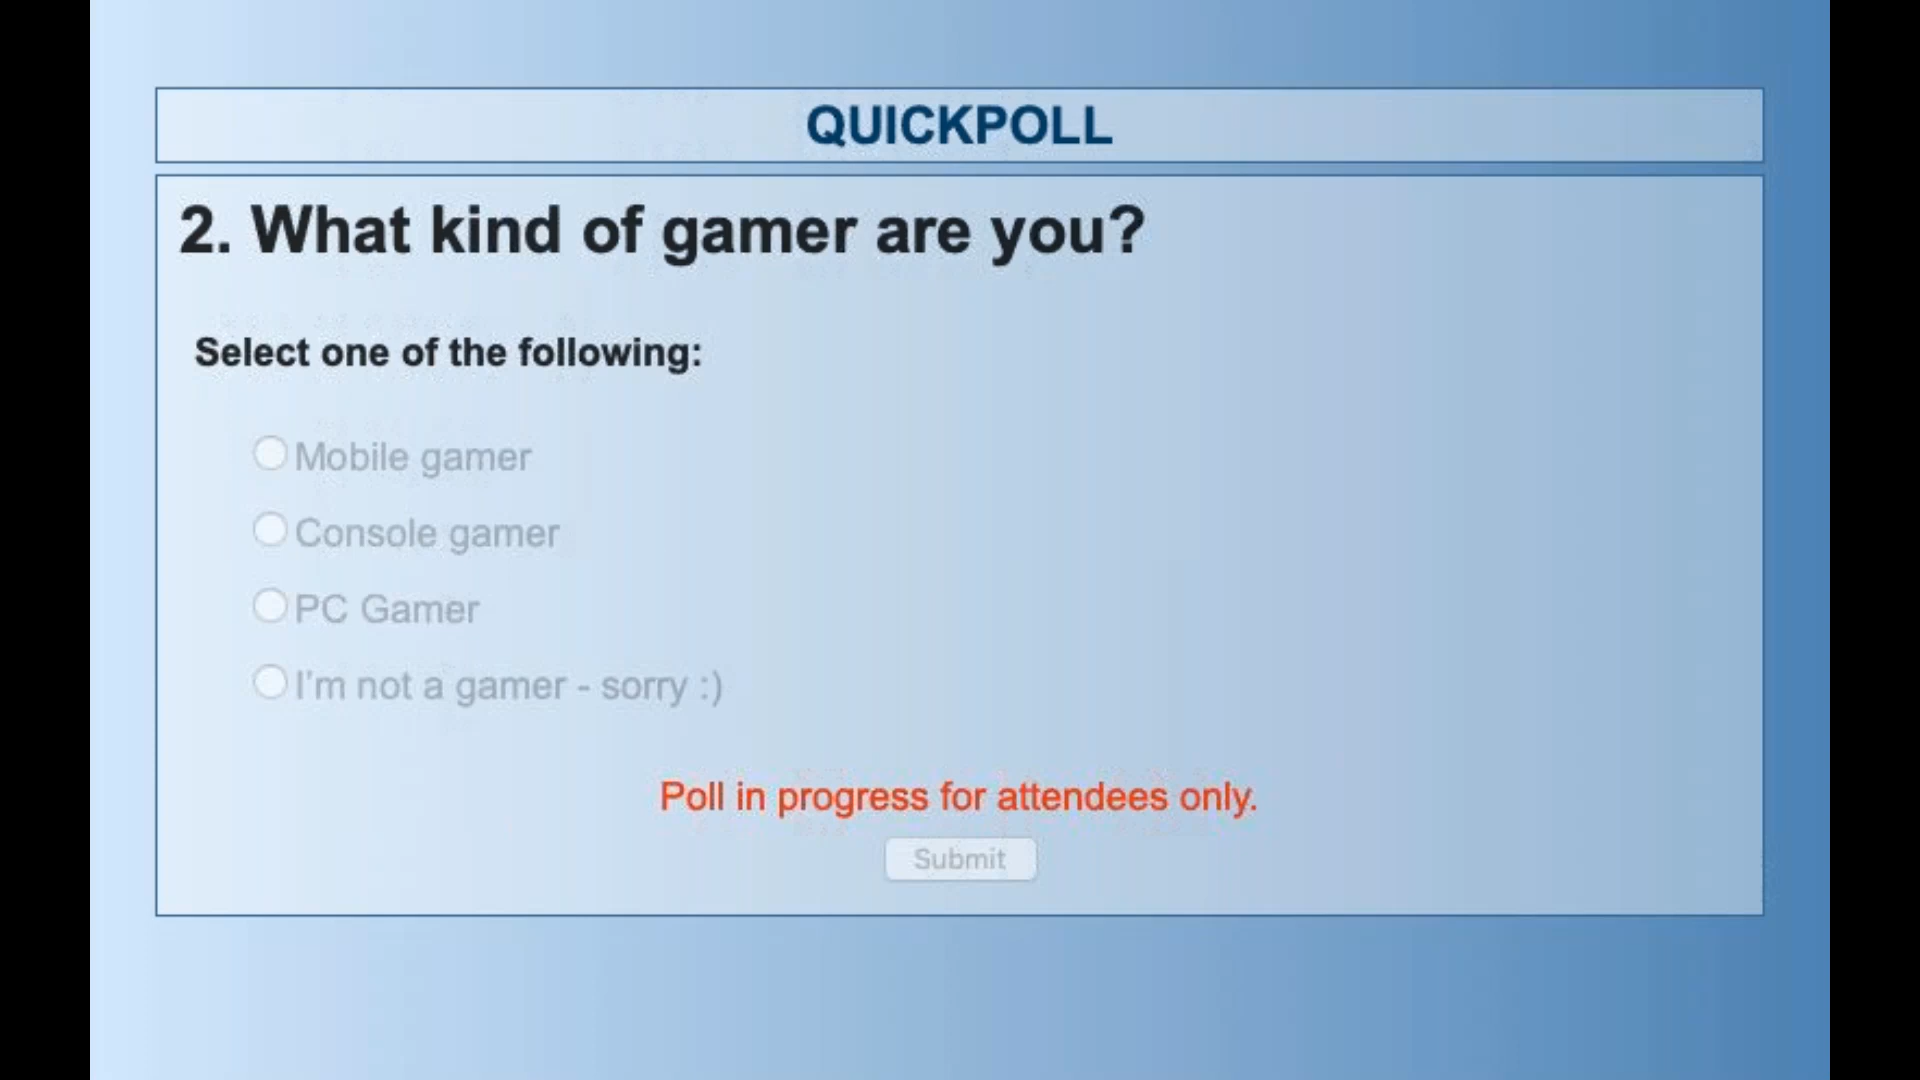 QUICKPOLL
2. What kind of gamer are you?
Select one of the following:
Mobile gamer
Console gamer
PC Gamer
I'm not a gamer - sorry :)
Poll in progress for attendees only.
Submit